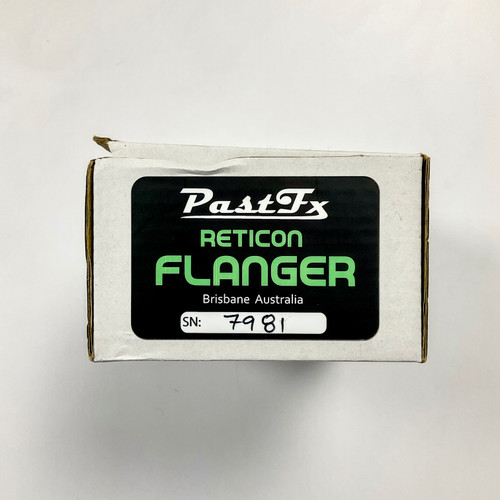 PastFx
RETICON
FLANGER
Brisbane Australia
SN: 7981